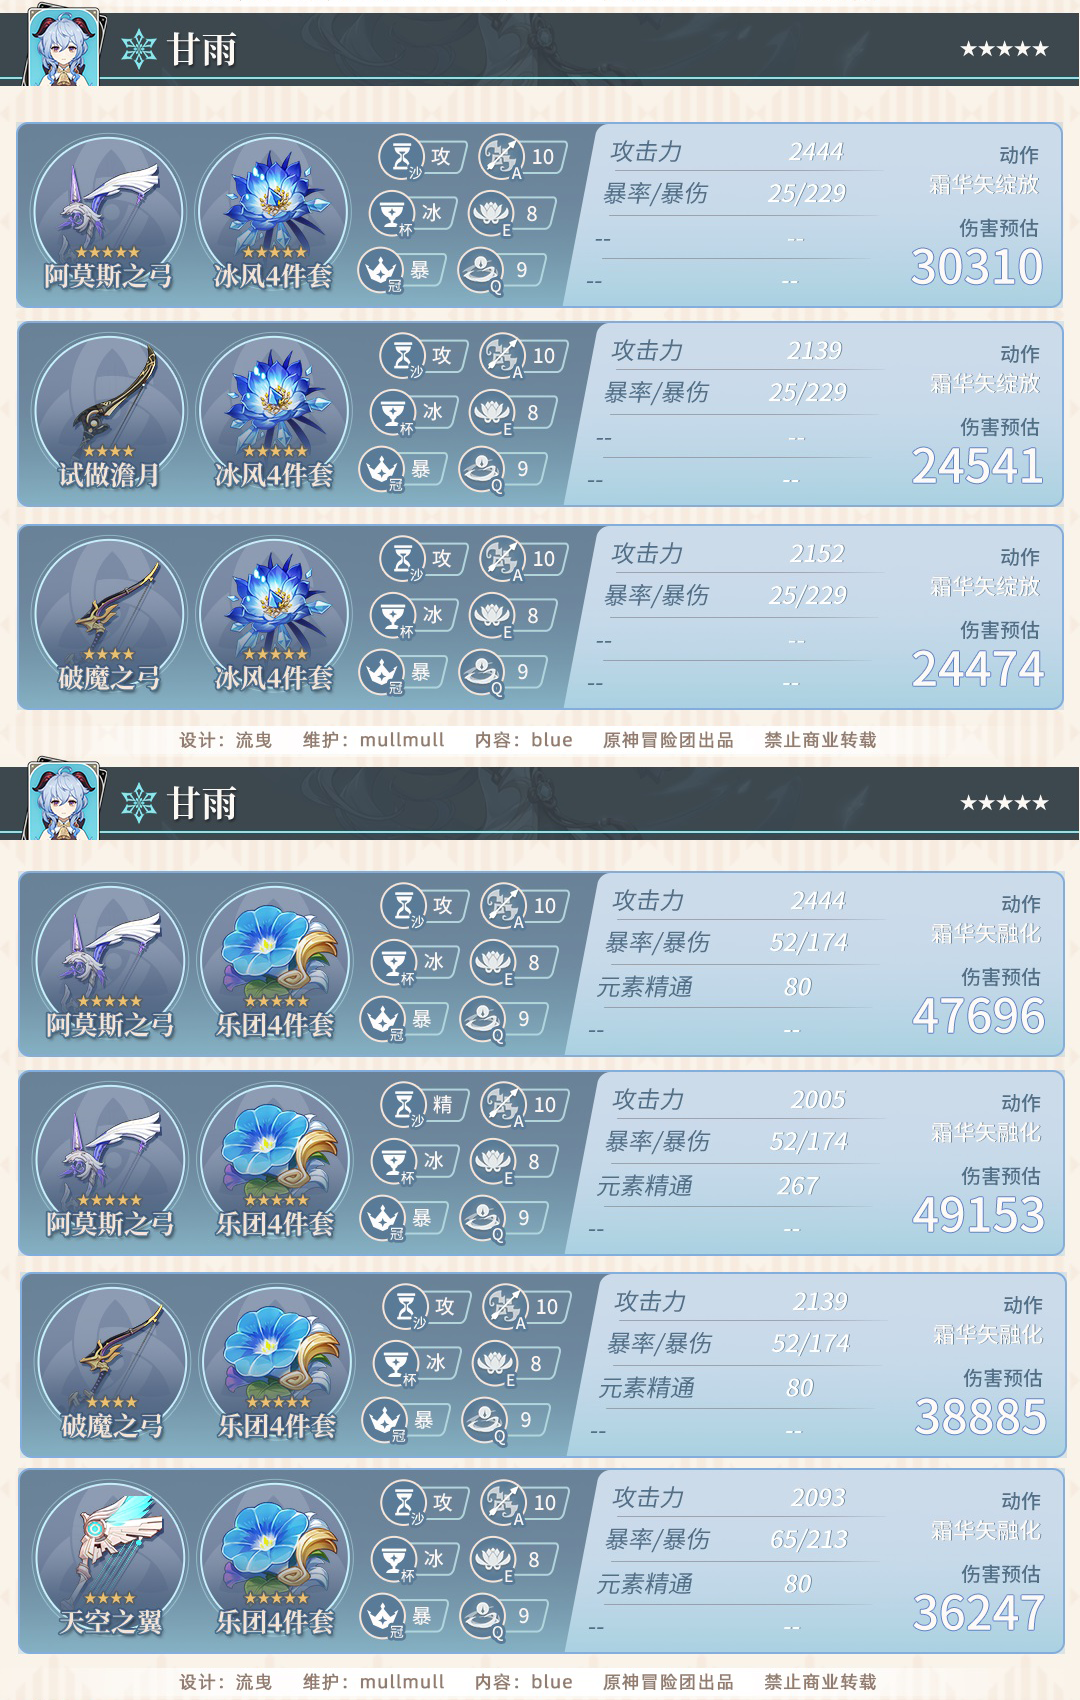 甘雨 ★★★★★
攻 10 攻击力 2444 动作
沙 A 霜华矢绽放
冰 8 暴率/暴伤 25/229 伤害预估
杯 E -- --
★★★★★ ★★★★★ 暴 9 30310
阿莫斯之弓 冰风4件套 冠 Q -- --
攻 10 攻击力 2139 动作
沙 A 霜华矢绽放
冰 8 暴率/暴伤 25/229 伤害预估
杯 E -- --
★★★★ ★★★★★ 暴 9 24541
试做澹月 冰风4件套 冠 Q -- --
攻 10 攻击力 2152 动作
沙 A 霜华矢绽放
冰 8 暴率/暴伤 25/229 伤害预估
杯 E -- --
★★★★ ★★★★★ 暴 9 24474
破魔之弓 冰风4件套 冠 Q -- --
设计：流曳 维护：mullmull 内容：blue 原神冒险团出品 禁止商业转载
甘雨 ★★★★★
攻 10 攻击力 2444 动作
沙 A 霜华矢融化
冰 8 暴率/暴伤 52/174 伤害预估
杯 E 元素精通 80
★★★★★ ★★★★★ 暴 9 47696
阿莫斯之弓 乐团4件套 冠 Q -- --
精 10 攻击力 2005 动作
沙 A 霜华矢融化
冰 8 暴率/暴伤 52/174 伤害预估
杯 E 元素精通 267
★★★★★ ★★★★★ 暴 9 49153
阿莫斯之弓 乐团4件套 冠 Q -- --
攻 10 攻击力 2139 动作
沙 A 霜华矢融化
冰 8 暴率/暴伤 52/174 伤害预估
杯 E 元素精通 80
★★★★ ★★★★★ 暴 9 38885
破魔之弓 乐团4件套 冠 Q -- --
攻 10 攻击力 2093 动作
沙 A 霜华矢融化
冰 8 暴率/暴伤 65/213 伤害预估
杯 E 元素精通 80
★★★★ ★★★★★ 暴 9 36247
天空之翼 乐团4件套 冠 Q -- --
设计：流曳 维护：mullmull 内容：blue 原神冒险团出品 禁止商业转载